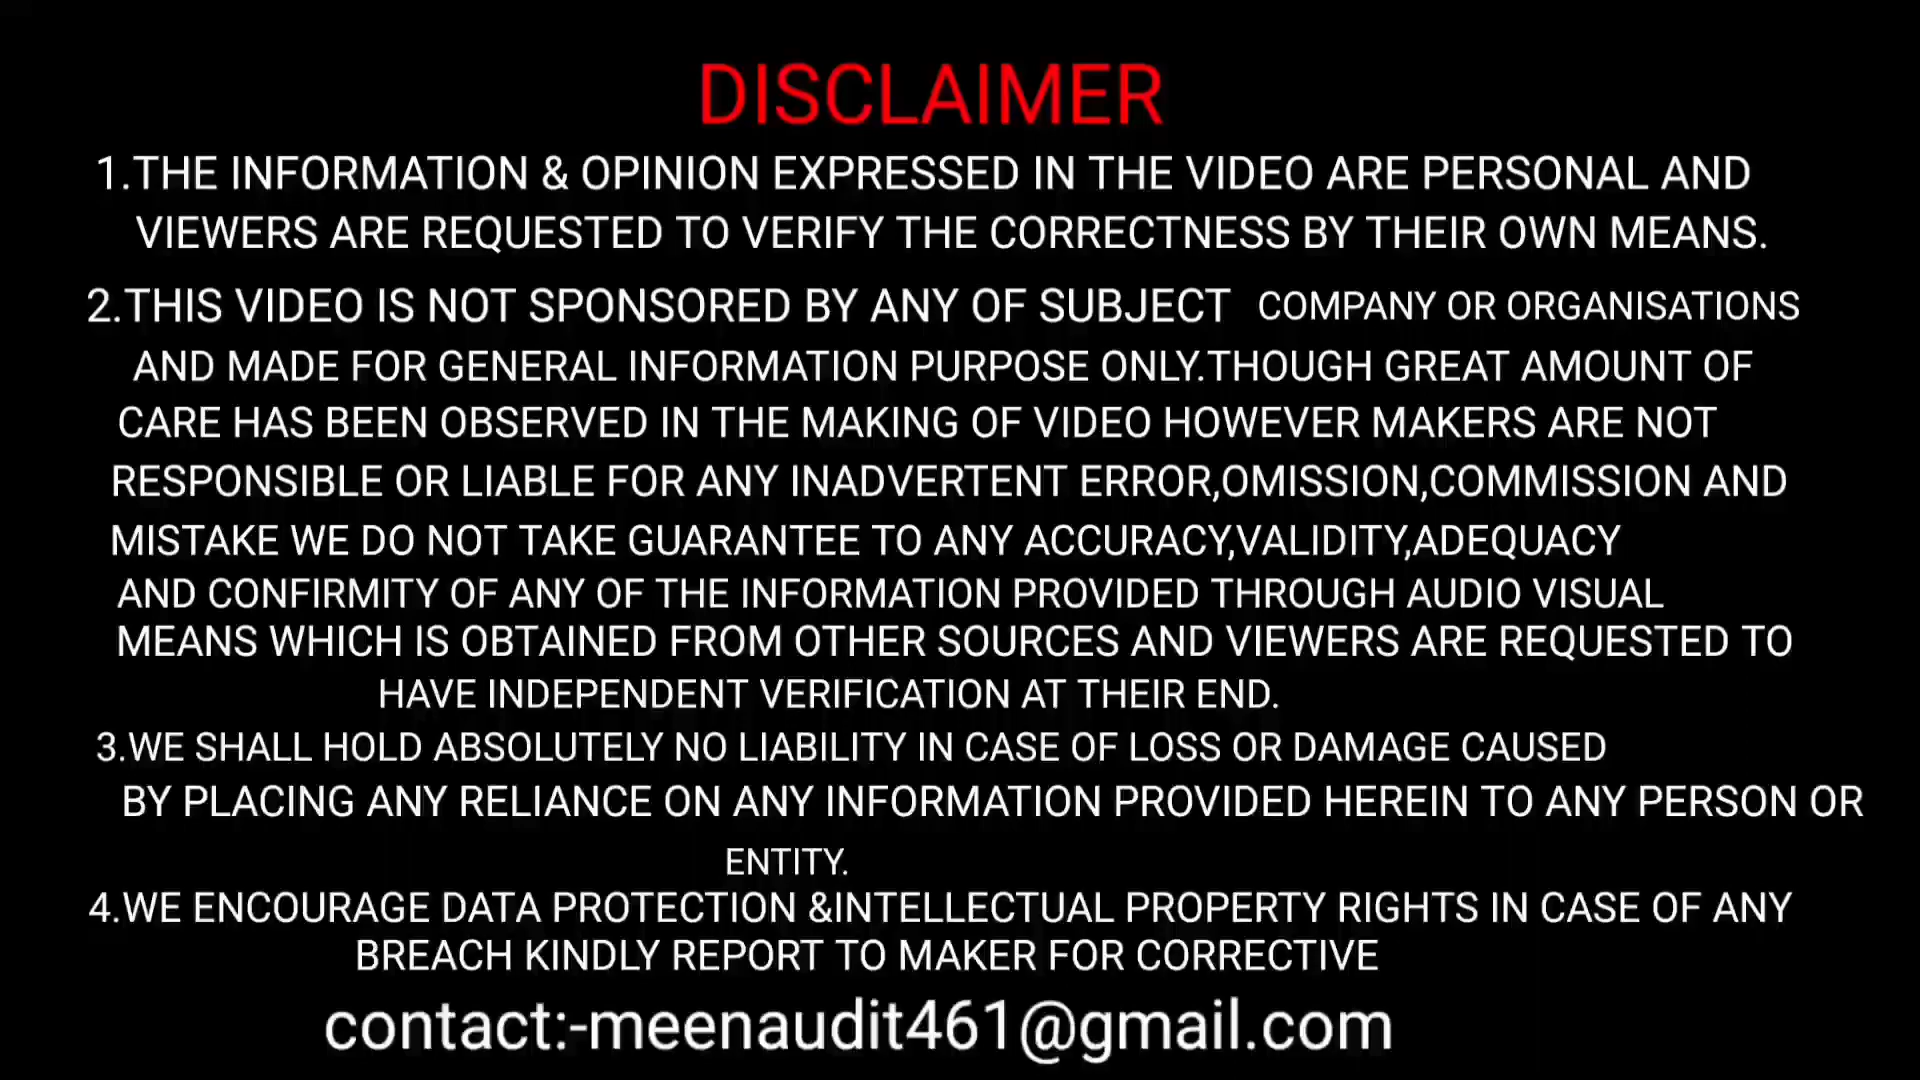 DISCLAIMER
1.THE INFORMATION & OPINION EXPRESSED IN THE VIDEO ARE PERSONAL AND
VIEWERS ARE REQUESTED TO VERIFY THE CORRECTNESS BY THEIR OWN MEANS.
2.THIS VIDEO IS NOT SPONSORED BY ANY OF SUBJECT COMPANY OR ORGANISATIONS
AND MADE FOR GENERAL INFORMATION PURPOSE ONLY.THOUGH GREAT AMOUNT OF
CARE HAS BEEN OBSERVED IN THE MAKING OF VIDEO HOWEVER MAKERS ARE NOT
RESPONSIBLE OR LIABLE FOR ANY INADVERTENT ERROR,OMISSION,COMMISSION AND
MISTAKE WE DO NOT TAKE GUARANTEE TO ANY ACCURACY,VALIDITY,ADEQUACY
AND CONFIRMITY OF ANY OF THE INFORMATION PROVIDED THROUGH AUDIO VISUAL
MEANS WHICH IS OBTAINED FROM OTHER SOURCES AND VIEWERS ARE REQUESTED TO
HAVE INDEPENDENT VERIFICATION AT THEIR END.
3.WE SHALL HOLD ABSOLUTELY NO LIABILITY IN CASE OF LOSS OR DAMAGE CAUSED
BY PLACING ANY RELIANCE ON ANY INFORMATION PROVIDED HEREIN TO ANY PERSON OR
ENTITY.
4.WE ENCOURAGE DATA PROTECTION &INTELLECTUAL PROPERTY RIGHTS IN CASE OF ANY
BREACH KINDLY REPORT TO MAKER FOR CORRECTIVE
contact:-meenaudit461@gmail.com